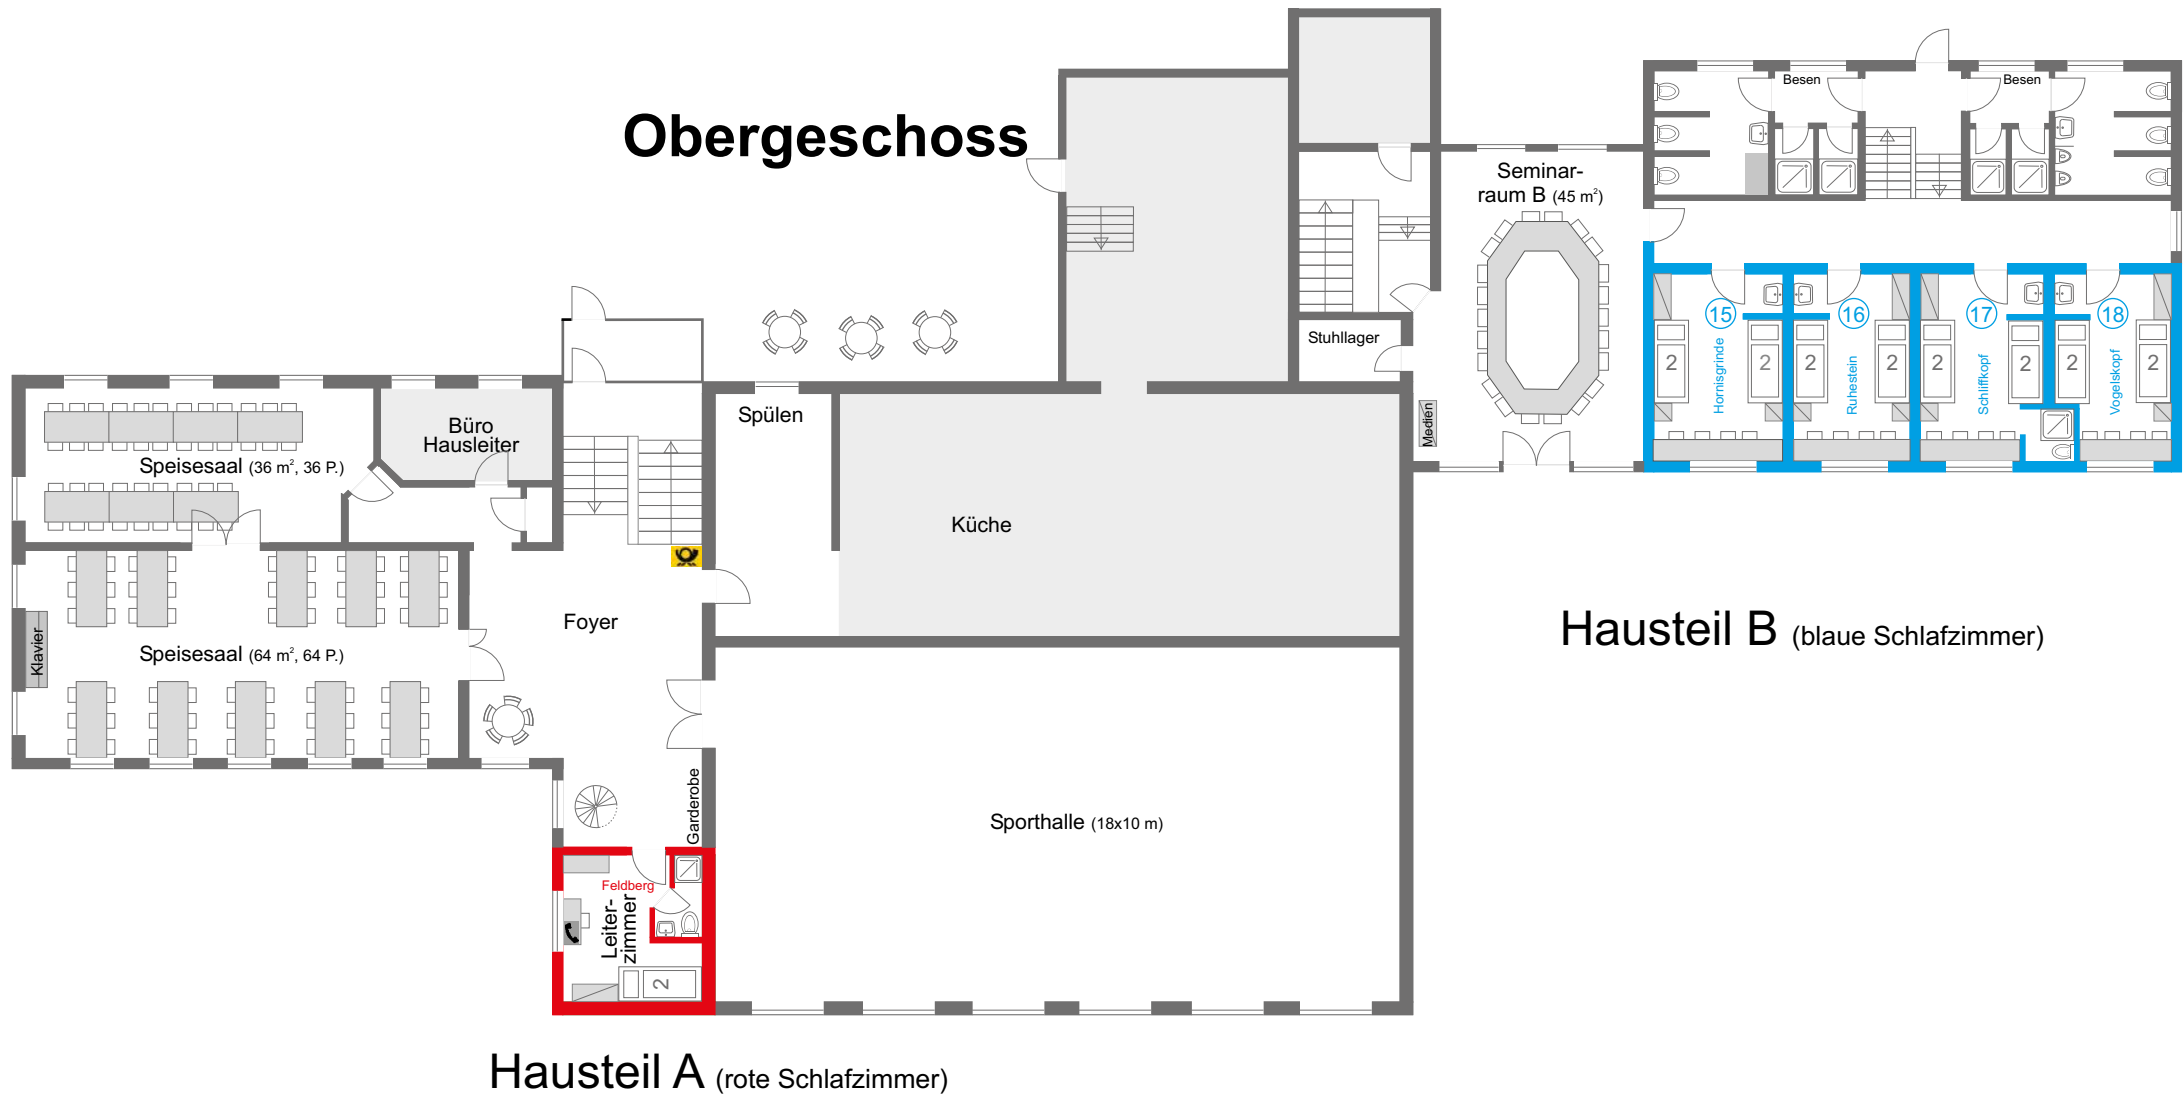 Obergeschoss
Besen
Besen
Seminar-
raum B (45 m²)
Stuhllager
Medien
15
16
17
18
Hornisgrinde
Ruhestein
Schliffkopf
Vogelskopf
2
2
2
2
2
2
2
2
Spülen
Büro
Hausleiter
Speisesaal (36 m², 36 P.)
Küche
Foyer
Klavier
Speisesaal (64 m², 64 P.)
Hausteil B (blaue Schlafzimmer)
Garderobe
Sporthalle (18x10 m)
Feldberg
Leiter-
zimmer
2
Hausteil A (rote Schlafzimmer)